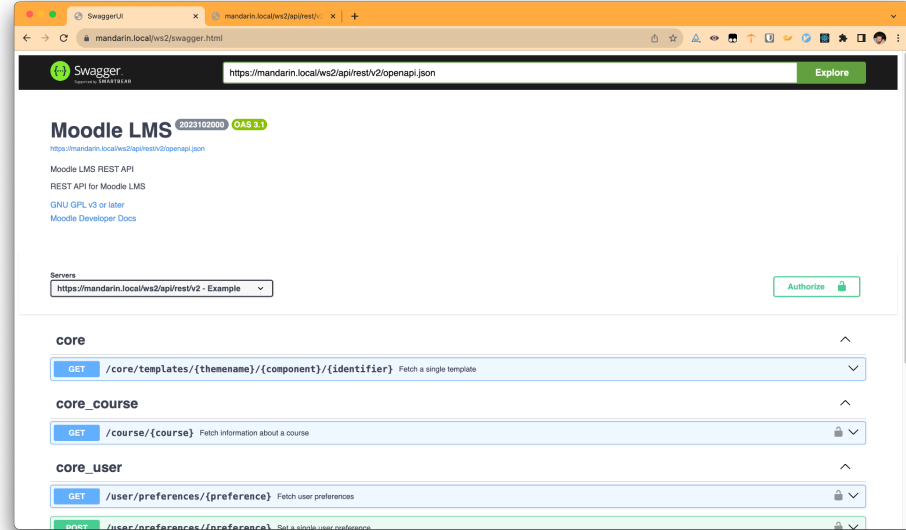 SwaggerUI
mandarin.local/ws2/api/rest/v2
mandarin.local/ws2/swagger.html
Swagger.
Supported by SMARTBEAR
https://mandarin.local/ws2/api/rest/v2/openapi.json
Explore
Moodle LMS 2023102000 OAS 3.1
https://mandarin.local/ws2/api/rest/v2/openapi.json
Moodle LMS REST API
REST API for Moodle LMS
GNU GPL v3 or later
Moodle Developer Docs
Servers
https://mandarin.local/ws2/api/rest/v2 - Example
Authorize
core
GET /core/templates/{themename}/{component}/{identifier} Fetch a single template
core_course
GET /course/{course} Fetch information about a course
core_user
GET /user/preferences/{preference} Fetch user preferences
POST /user/preferences/{preference} Set a single user preference